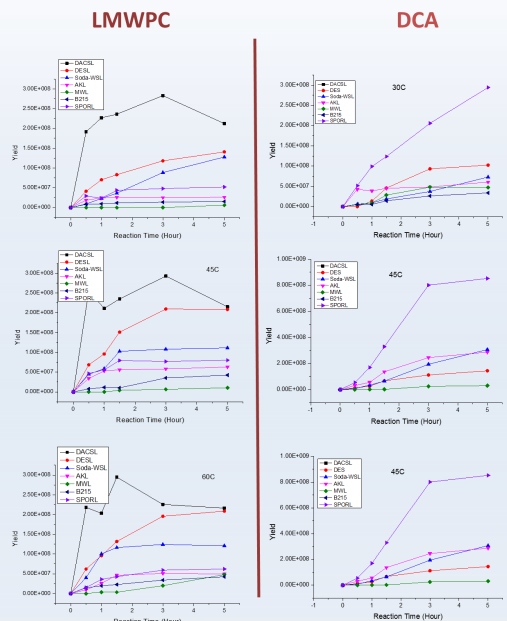 LMWPC
DACSL
DESL
Soda-WSL
AKL
MWL
B215
SPORL
3.00E+008
2.50E+008
2.00E+008
1.50E+008
1.00E+008
5.00E+007
0.00E+000
Yield
0 2 4
1 3 5
Reaction Time (Hour)
45C
DACSL
DESL
Soda-WSL
AKL
MWL
B215
SPORL
3.00E+008
2.50E+008
2.00E+008
1.50E+008
1.00E+008
5.00E+007
0.00E+000
Yield
0 1 2 3 4 5
Reaction Time (Hour)
60C
DACSL
DESL
Soda-WSL
AKL
MWL
B215
SPORL
3.00E+008
2.50E+008
2.00E+008
1.50E+008
1.00E+008
5.00E+007
0.00E+000
Yield
0 1 2 3 4 5
Reaction Time (Hour)
DCA
30C
DACSL
DES
Soda-WSL
AKL
MWL
B215
SPORL
3.00E+008
2.50E+008
2.00E+008
1.50E+008
1.00E+008
5.00E+007
0.00E+000
Yield
-1 0 1 2 3 4 5
Reaction Time (Hour)
45C
DACSL
DES
Soda-WSL
AKL
MWL
B215
SPORL
1.00E+009
8.00E+008
6.00E+008
4.00E+008
2.00E+008
0.00E+000
Yield
-1 0 1 2 3 4 5
Reaction Time (Hour)
45C
DACSL
DES
Soda-WSL
AKL
MWL
B215
SPORL
1.00E+009
8.00E+008
6.00E+008
4.00E+008
2.00E+008
0.00E+000
Yield
-1 0 1 2 3 4 5
Reaction Time (Hour)